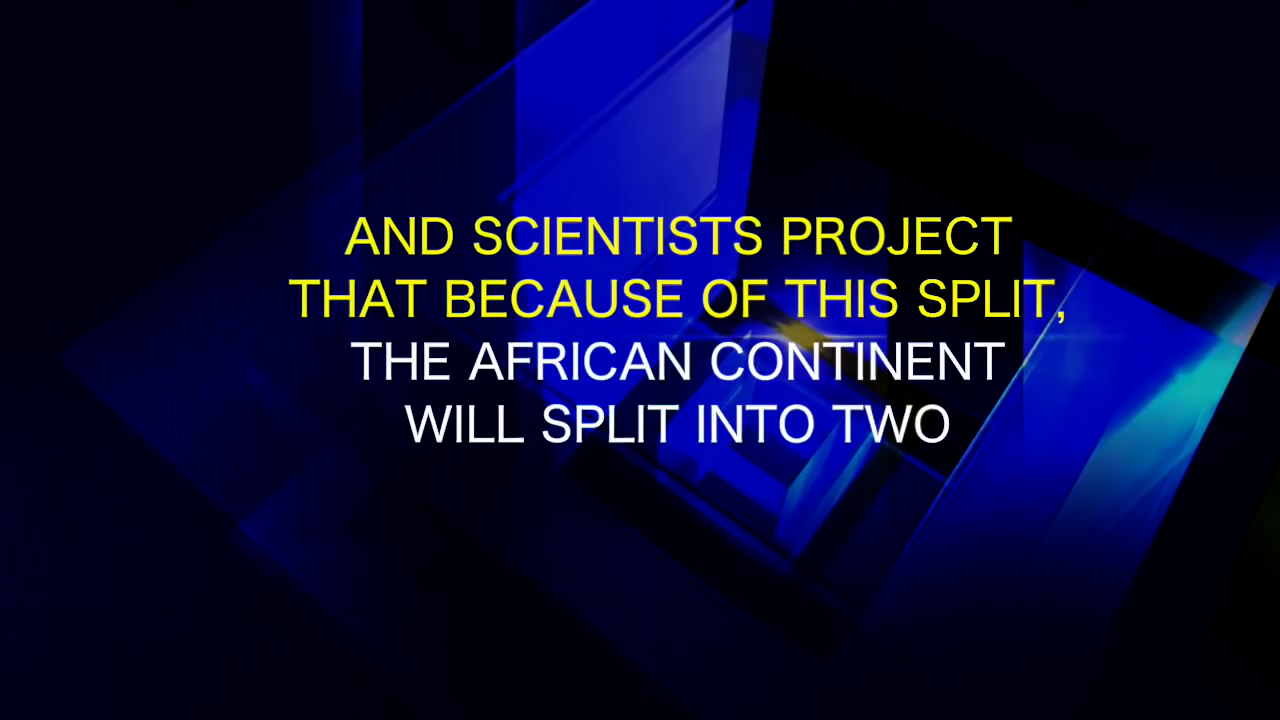 AND SCIENTISTS PROJECT
THAT BECAUSE OF THIS SPLIT,
THE AFRICAN CONTINENT
WILL SPLIT INTO TWO